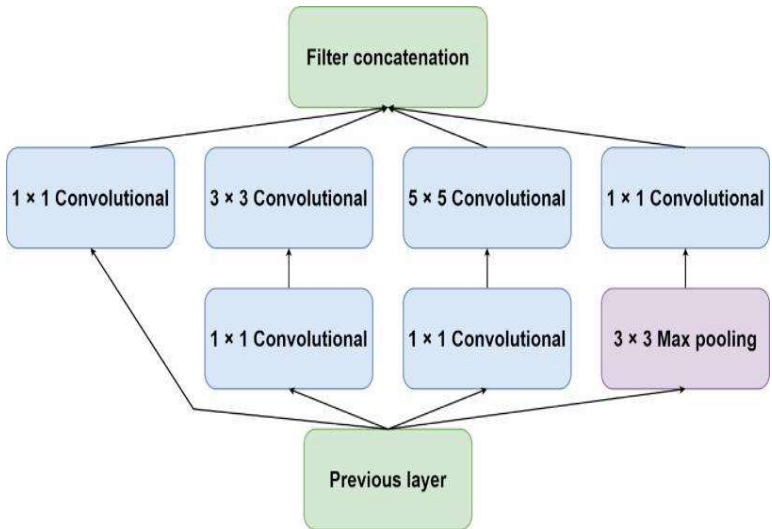 Filter concatenation
1 × 1 Convolutional
3 × 3 Convolutional
5 × 5 Convolutional
1 × 1 Convolutional
1 × 1 Convolutional
1 × 1 Convolutional
3 × 3 Max pooling
Previous layer